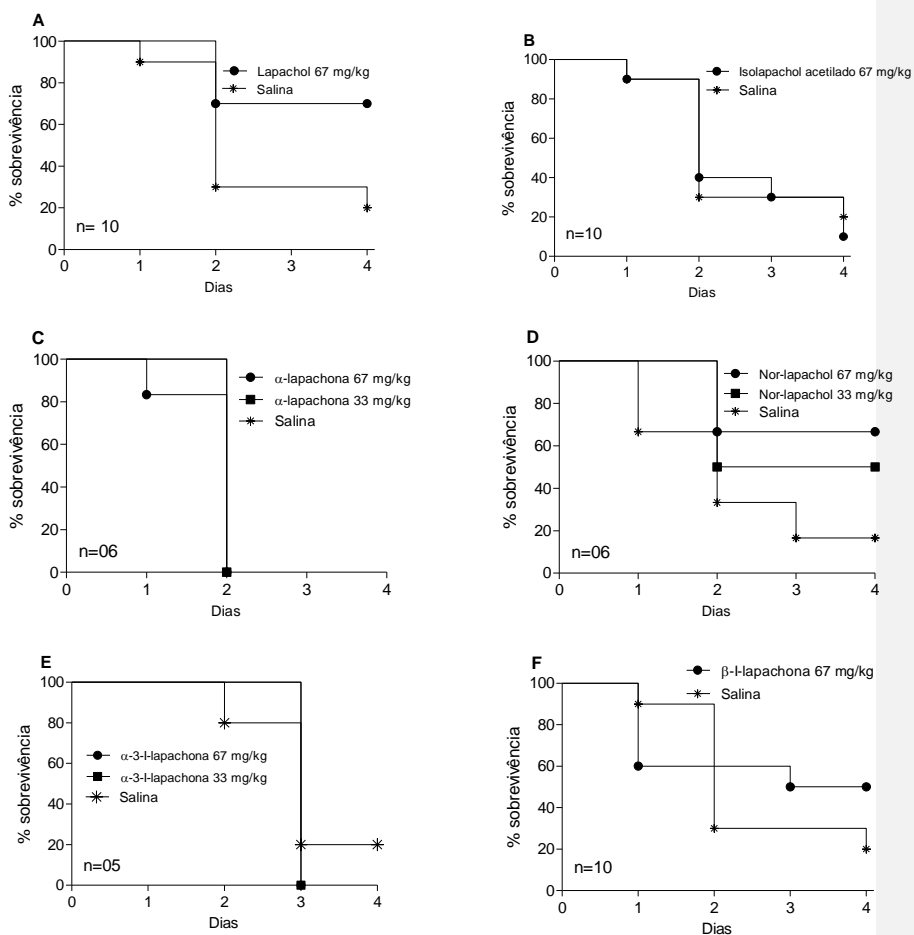 A
100
80
60
40
20
0
% sobrevivência
Lapachol 67 mg/kg
Salina
n= 10
0 1 2 3 4
Dias
B
100
80
60
40
20
0
% sobrevivência
Isolapachol acetilado 67 mg/kg
Salina
n=10
0 1 2 3 4
Dias
C
100
80
60
40
20
0
% sobrevivência
α-lapachona 67 mg/kg
α-lapachona 33 mg/kg
Salina
n=06
0 1 2 3 4
Dias
D
100
80
60
40
20
0
% sobrevivência
Nor-lapachol 67 mg/kg
Nor-lapachol 33 mg/kg
Salina
n=06
0 1 2 3 4
Dias
E
100
80
60
40
20
0
% sobrevivência
α-3-I-lapachona 67 mg/kg
α-3-I-lapachona 33 mg/kg
Salina
n=05
0 1 2 3 4
Dias
F
100
80
60
40
20
0
% sobrevivência
β-I-lapachona 67 mg/kg
Salina
n=10
0 1 2 3 4
Dias